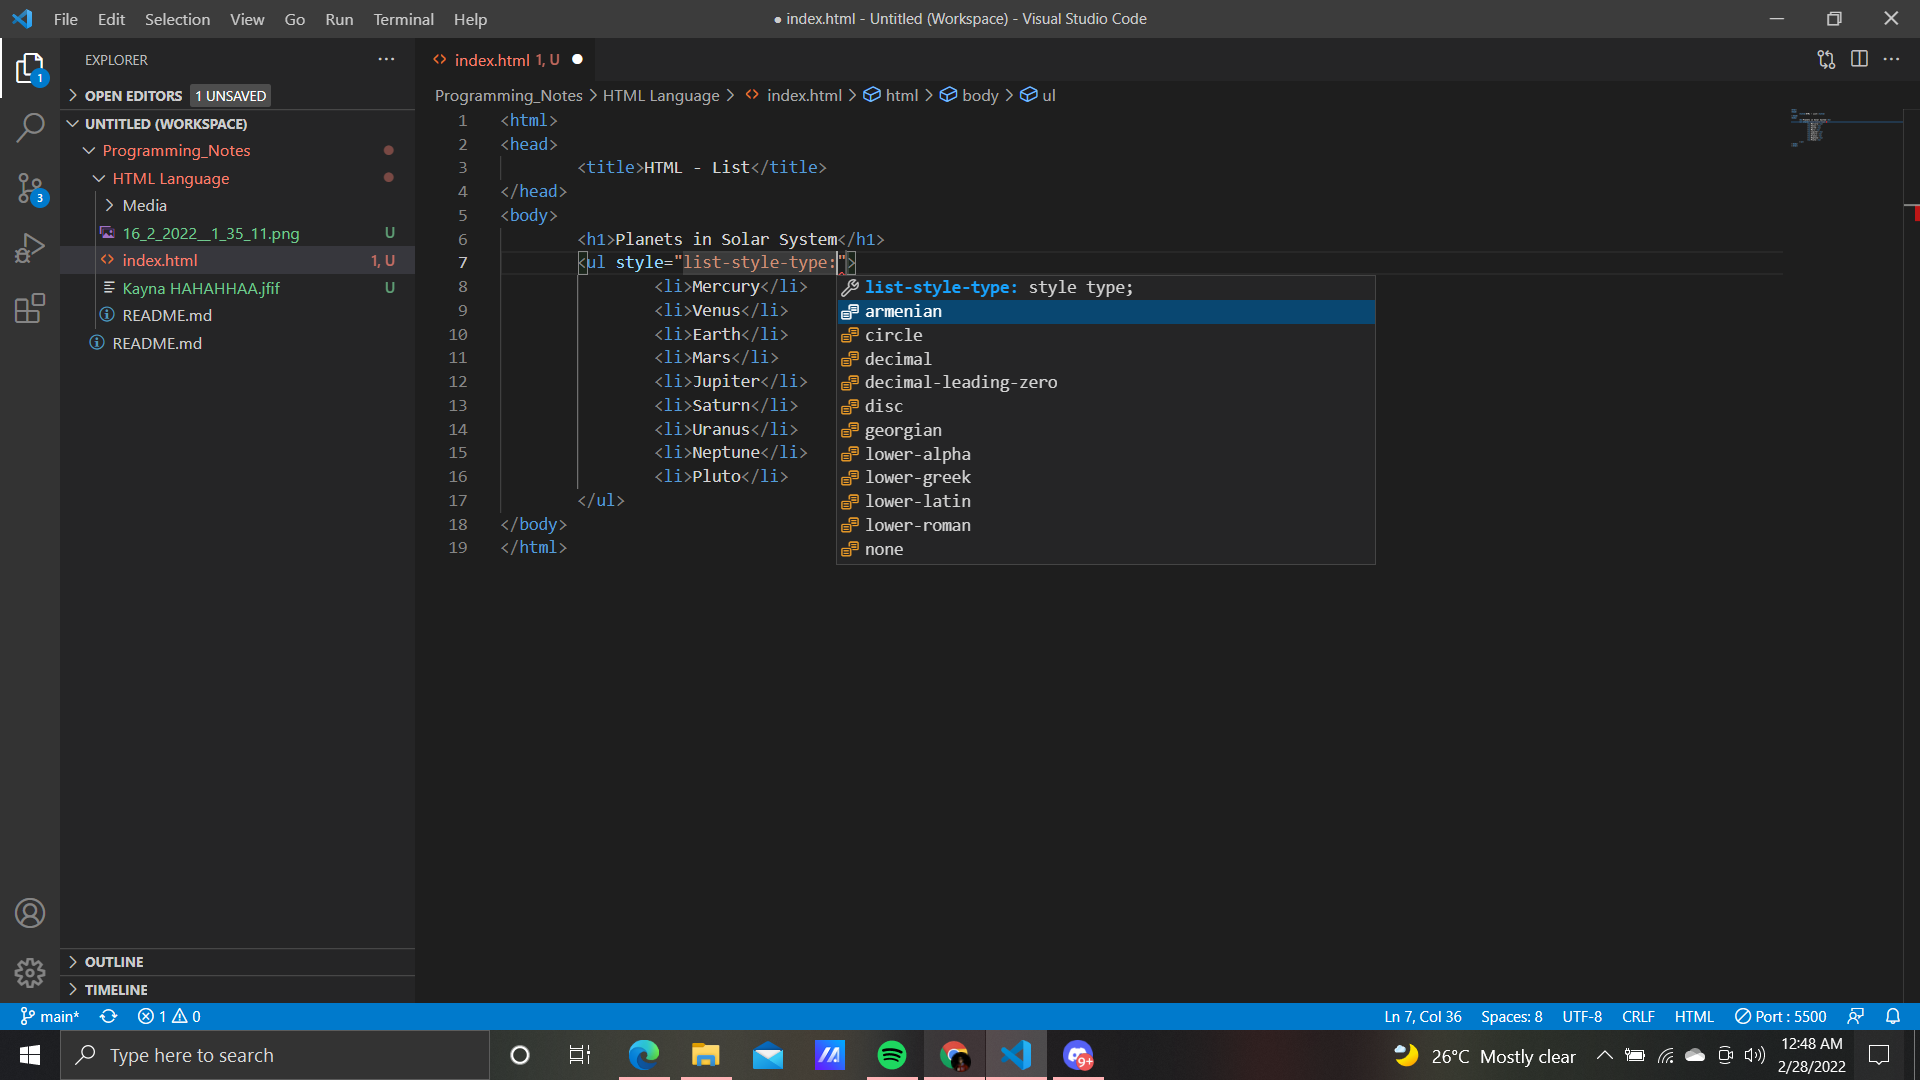 File Edit Selection View Go Run Terminal Help
● index.html - Untitled (Workspace) - Visual Studio Code
EXPLORER
index.html 1, U
OPEN EDITORS 1 UNSAVED
Programming_Notes > HTML Language > index.html > html > body > ul
UNTITLED (WORKSPACE)
Programming_Notes
HTML Language
Media
16_2_2022__1_35_11.png U
index.html 1, U
Kayna HAHAHHAA.jfif U
README.md
README.md
1
3
1 <html>
2 <head>
3 <title>HTML - List</title>
4 </head>
5 <body>
6 <h1>Planets in Solar System</h1>
7 <ul style="list-style-type:">
8 <li>Mercury</li>
9 <li>Venus</li>
10 <li>Earth</li>
11 <li>Mars</li>
12 <li>Jupiter</li>
13 <li>Saturn</li>
14 <li>Uranus</li>
15 <li>Neptune</li>
16 <li>Pluto</li>
17 </ul>
18 </body>
19 </html>
list-style-type: style type;
armenian
circle
decimal
decimal-leading-zero
disc
georgian
lower-alpha
lower-greek
lower-latin
lower-roman
none
OUTLINE
TIMELINE
main* 1 0
Ln 7, Col 36 Spaces: 8 UTF-8 CRLF HTML Port : 5500
Type here to search
9+
26°C Mostly clear
12:48 AM
2/28/2022